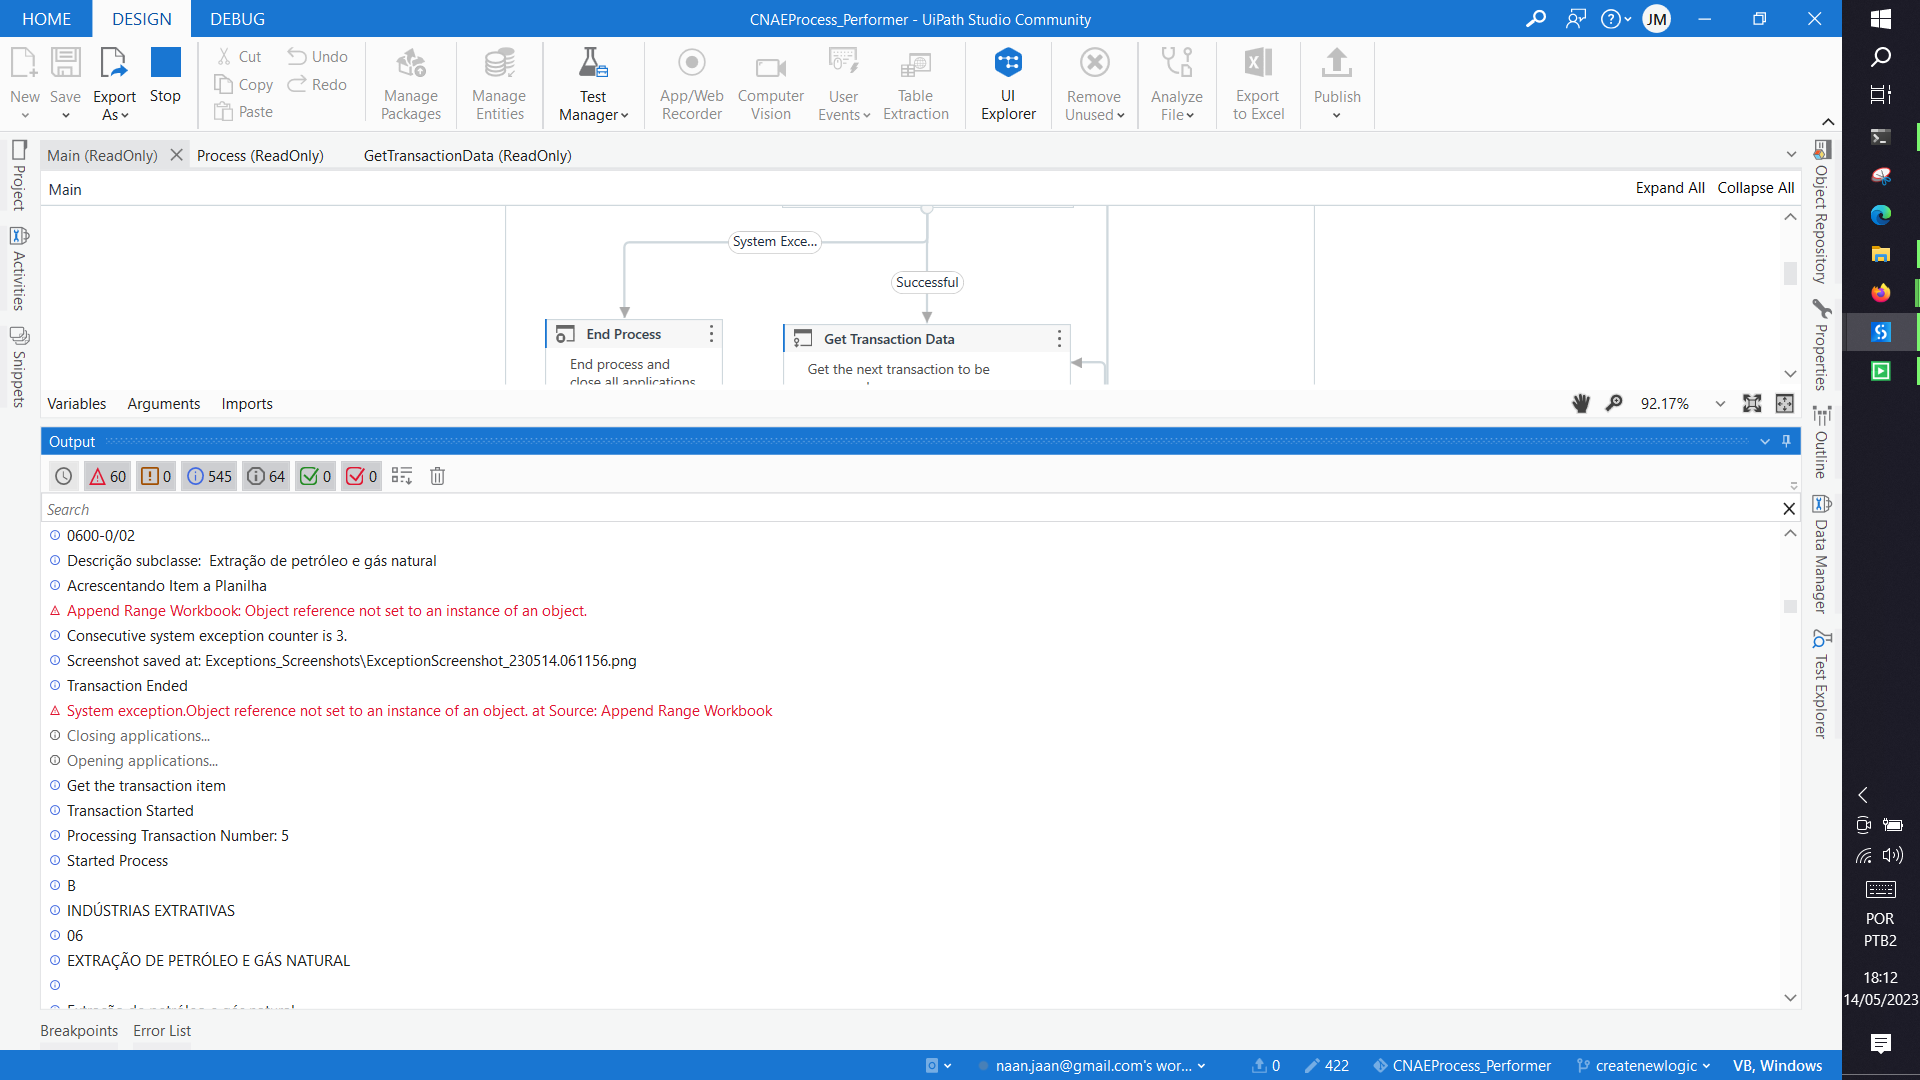 HOME
DESIGN
DEBUG
CNAEProcess_Performer - UiPath Studio Community
JM
New
Save
Export As
Stop
Cut
Copy
Paste
Undo
Redo
Manage Packages
Manage Entities
Test Manager
App/Web Recorder
Computer Vision
User Events
Table Extraction
UI Explorer
Remove Unused
Analyze File
Export to Excel
Publish
Main (ReadOnly)
Process (ReadOnly)
GetTransactionData (ReadOnly)
Main
Expand All
Collapse All
Project
Activities
Snippets
System Exce...
Successful
End Process
End process and
close all applications
Get Transaction Data
Get the next transaction to be
Variables
Arguments
Imports
92.17%
Object Repository
Properties
Outline
Data Manager
Test Explorer
Output
60
0
545
64
0
0
Search
0600-0/02
Descrição subclasse:  Extração de petróleo e gás natural
Acrescentando Item a Planilha
Append Range Workbook: Object reference not set to an instance of an object.
Consecutive system exception counter is 3.
Screenshot saved at: Exceptions_Screenshots\ExceptionScreenshot_230514.061156.png
Transaction Ended
System exception.Object reference not set to an instance of an object. at Source: Append Range Workbook
Closing applications...
Opening applications...
Get the transaction item
Transaction Started
Processing Transaction Number: 5
Started Process
B
INDÚSTRIAS EXTRATIVAS
06
EXTRAÇÃO DE PETRÓLEO E GÁS NATURAL
Breakpoints
Error List
naan.jaan@gmail.com's wor...
0
422
CNAEProcess_Performer
createnewlogic
VB, Windows
POR
PTB2
18:12
14/05/2023